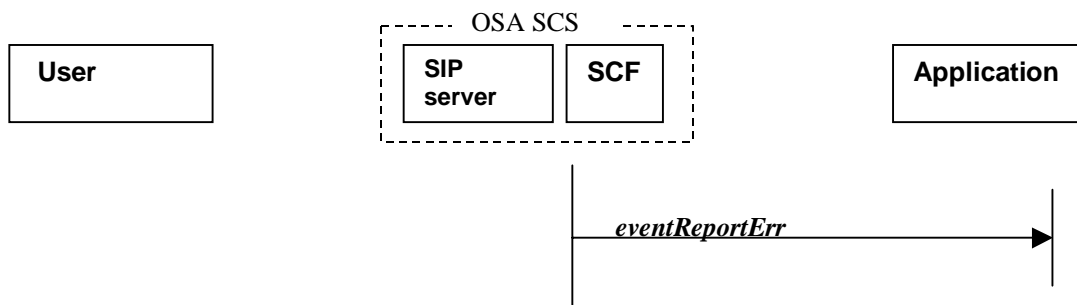 OSA SCS
User
SIP
server
SCF
Application
eventReportErr